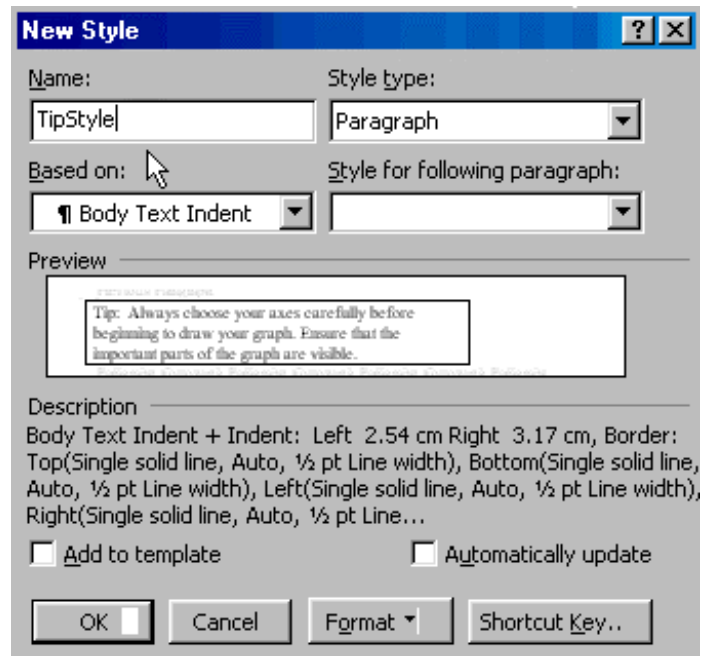 New Style
Name:
Style type:
TipStyle
Paragraph
Based on:
Style for following paragraph:
¶ Body Text Indent
Preview
Tip: Always choose your axes carefully before
beginning to draw your graph. Ensure that the
important parts of the graph are visible.
Description
Body Text Indent + Indent: Left 2.54 cm Right 3.17 cm, Border:
Top(Single solid line, Auto, ½ pt Line width), Bottom(Single solid line,
Auto, ½ pt Line width), Left(Single solid line, Auto, ½ pt Line width),
Right(Single solid line, Auto, ½ pt Line...
Add to template
Automatically update
OK
Cancel
Format
Shortcut Key..